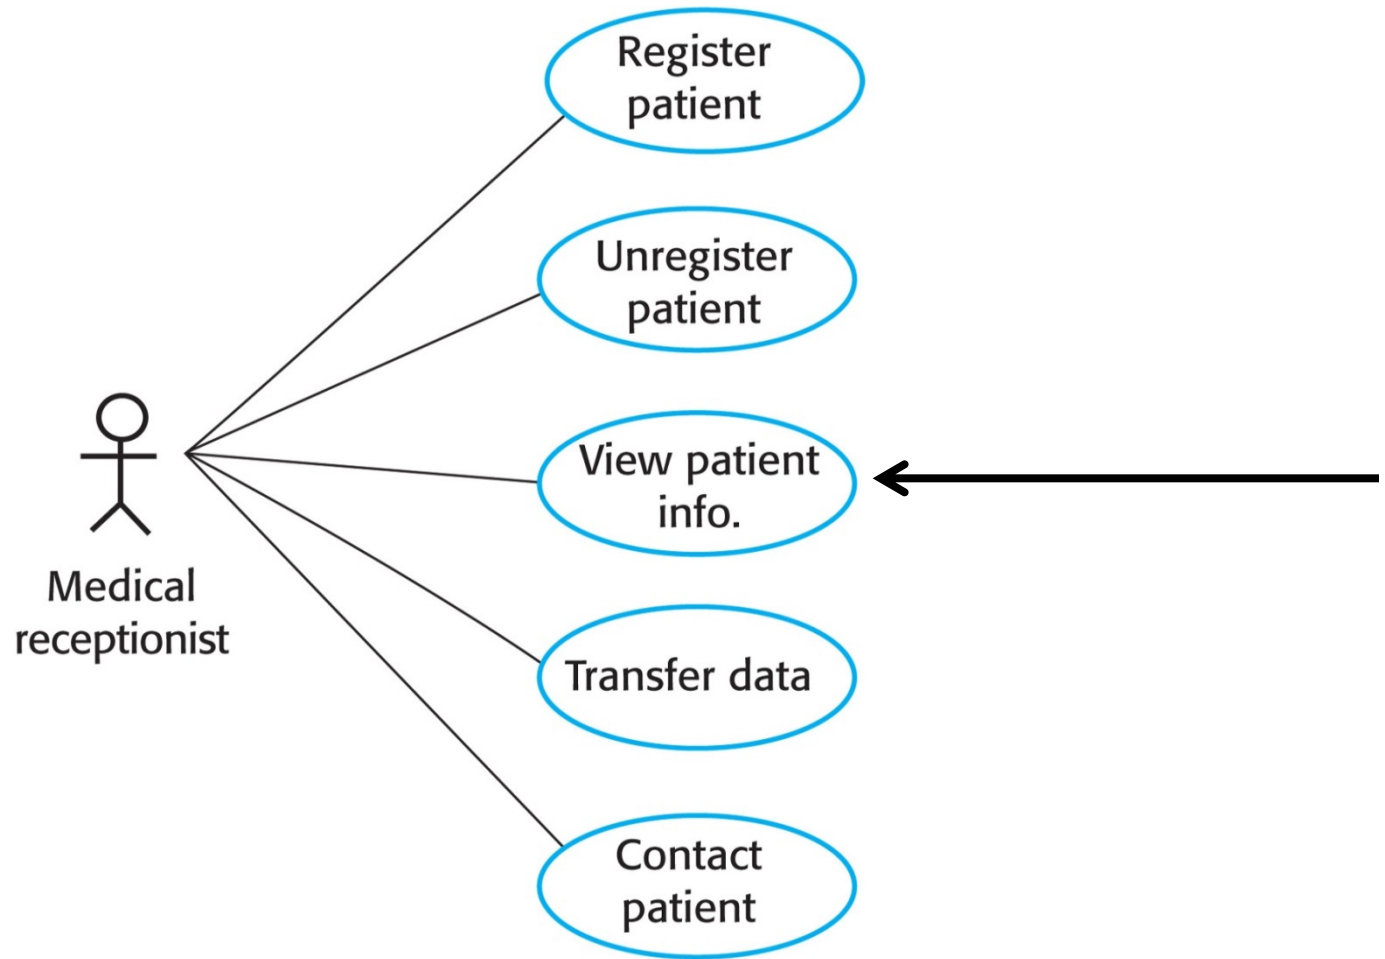 Register
patient
Unregister
patient
View patient
info.
Medical
receptionist
Transfer data
Contact
patient